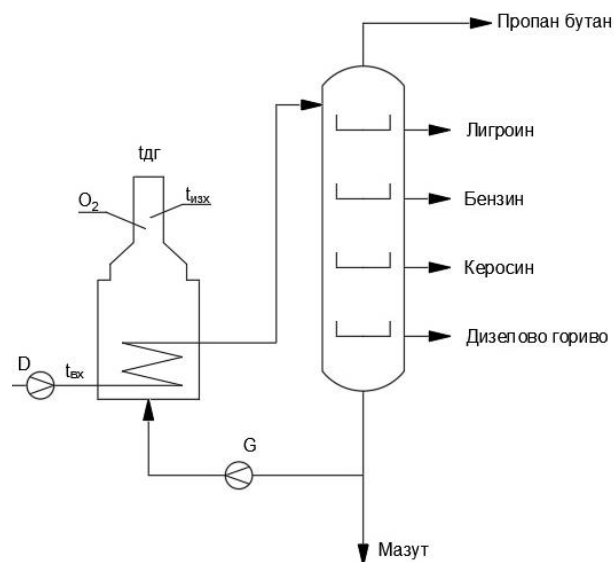 Пропан бутан
Лигроин
tдг
tизх
O₂
Бензин
Керосин
Дизелово гориво
D
tвх
G
Мазут